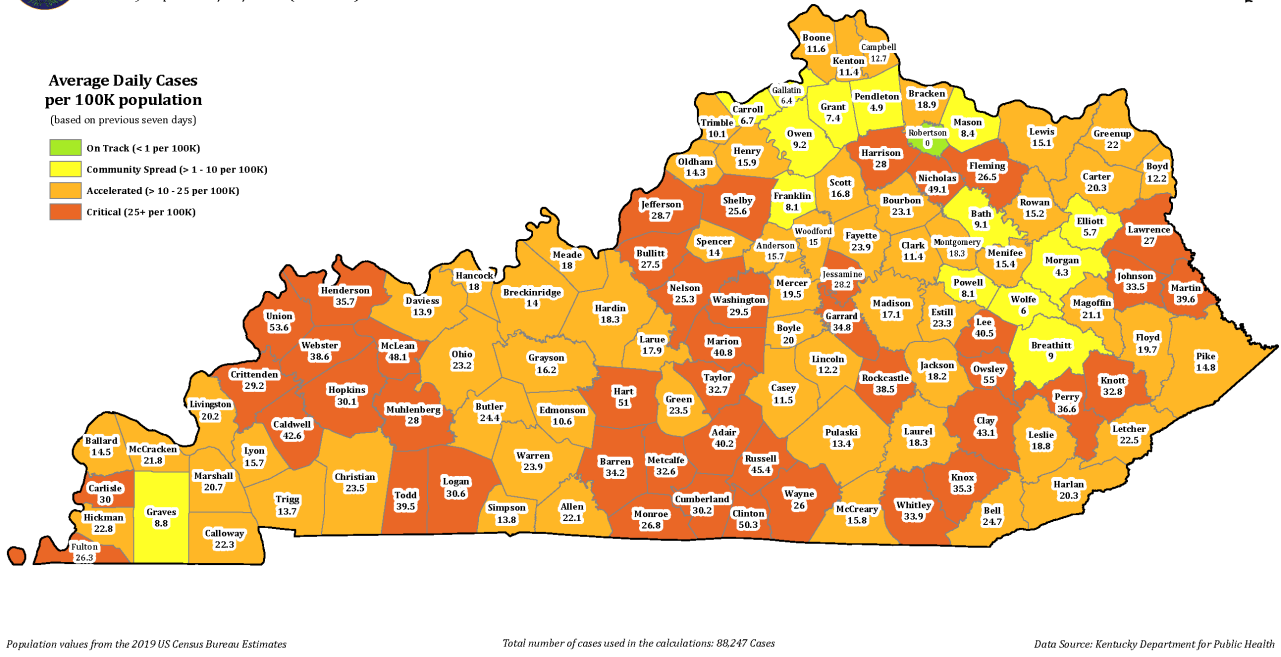 Average Daily Cases
per 100K population
(based on previous seven days)
On Track (< 1 per 100K)
Community Spread (> 1 - 10 per 100K)
Accelerated (> 10 - 25 per 100K)
Critical (25+ per 100K)
Boone
11.6
Campbell
12.7
Kenton
11.4
Gallatin
6.4
Carroll
6.7
Grant
7.4
Pendleton
4.9
Bracken
18.9
Trimble
10.1
Owen
9.2
Robertson
0
Mason
8.4
Lewis
15.1
Greenup
22
Oldham
14.3
Henry
15.9
Harrison
28
Nicholas
49.1
Fleming
26.5
Boyd
12.2
Carter
20.3
Jefferson
28.7
Shelby
25.6
Franklin
8.1
Scott
16.8
Bourbon
23.1
Bath
9.1
Rowan
15.2
Elliott
5.7
Lawrence
27
Bullitt
27.5
Spencer
14
Anderson
15.7
Woodford
15
Fayette
23.9
Clark
11.4
Montgomery
18.3
Menifee
15.4
Morgan
4.3
Johnson
33.5
Martin
39.6
Meade
18
Hancock
18
Breckinridge
14
Nelson
25.3
Washington
29.5
Mercer
19.5
Jessamine
28.2
Powell
8.1
Wolfe
6
Magoffin
21.1
Henderson
35.7
Daviess
13.9
Hardin
18.3
Garrard
34.8
Madison
17.1
Estill
23.3
Lee
40.5
Union
53.6
Webster
38.6
McLean
48.1
Ohio
23.2
Grayson
16.2
Larue
17.9
Marion
40.8
Boyle
20
Lincoln
12.2
Breathitt
9
Floyd
19.7
Pike
14.8
Crittenden
29.2
Hopkins
30.1
Muhlenberg
28
Butler
24.4
Edmonson
10.6
Hart
51
Green
23.5
Taylor
32.7
Casey
11.5
Rockcastle
38.5
Jackson
18.2
Owsley
55
Perry
36.6
Knott
32.8
Livingston
20.2
Caldwell
42.6
Adair
40.2
Pulaski
13.4
Laurel
18.3
Clay
43.1
Leslie
18.8
Letcher
22.5
Ballard
14.5
McCracken
21.8
Lyon
15.7
Warren
23.9
Barren
34.2
Metcalfe
32.6
Russell
45.4
Marshall
20.7
Christian
23.5
Todd
39.5
Logan
30.6
Knox
35.3
Harlan
20.3
Carlisle
30
Trigg
13.7
Simpson
13.8
Allen
22.1
Monroe
26.8
Cumberland
30.2
Clinton
50.3
Wayne
26
McCreary
15.8
Whitley
33.9
Bell
24.7
Hickman
22.8
Graves
8.8
Calloway
22.3
Fulton
26.3
Population values from the 2019 US Census Bureau Estimates
Total number of cases used in the calculations: 88,247 Cases
Data Source: Kentucky Department for Public Health